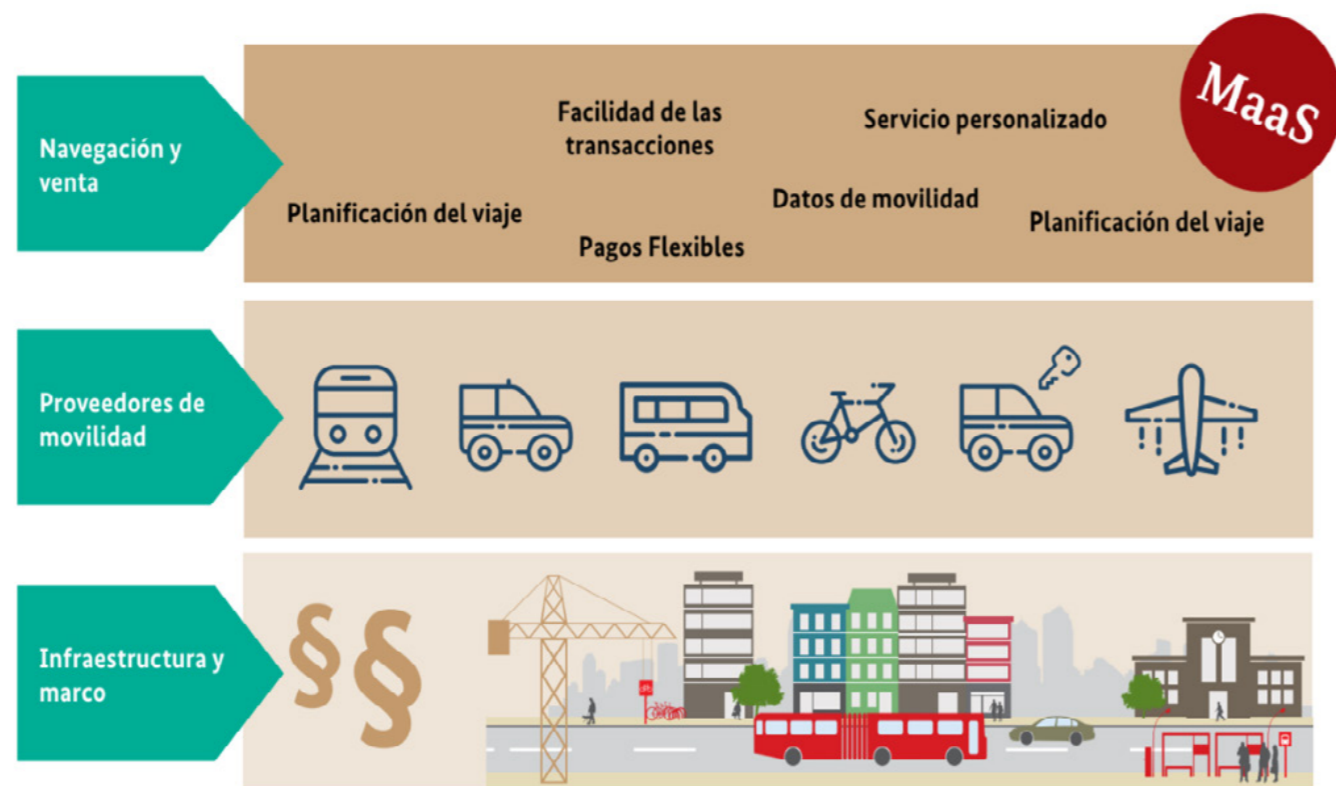 MaaS
Navegación y
venta
Facilidad de las
transacciones
Servicio personalizado
Planificación del viaje
Datos de movilidad
Planificación del viaje
Pagos Flexibles
Proveedores de
movilidad
Infraestructura y
marco
§ §